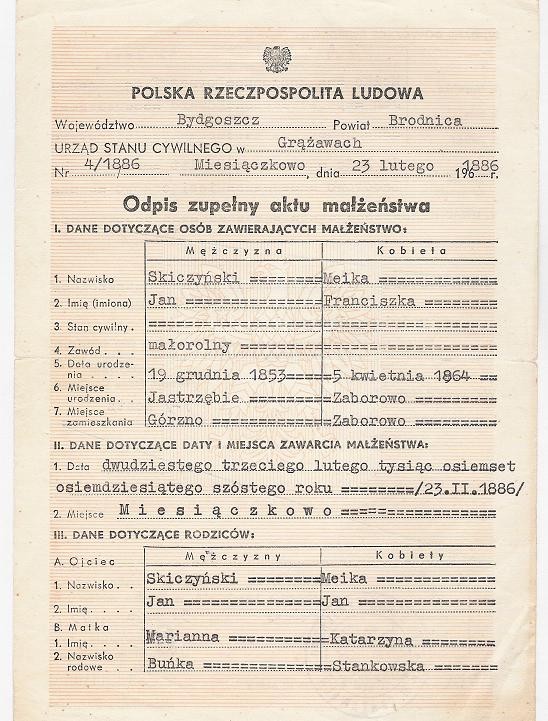 POLSKA RZECZPOSPOLITA LUDOWA
Województwo Bydgoszcz Powiat Brodnica
URZĄD STANU CYWILNEGO w Grążawach
Nr 4/1886 Miesiączkowo, dnia 23 lutego 1961886 r.
Odpis zupełny aktu małżeństwa
I. DANE DOTYCZĄCE OSÓB ZAWIERAJĄCYCH MAŁŻEŃSTWO:
Mężczyzna Kobieta
1. Nazwisko Skiczyński ======== Meika =============
2. Imię (imiona) Jan =============== Franciszka ========
3. Stan cywilny. ======================================
4. Zawód... małorolny ==========================
5. Data urodzenia.... 19 grudnia 1853=====5 kwietnia 1864 ==
6. Miejsce urodzenia. Jastrzębie =========Zaborowo =========
7. Miejsce zamieszkania Górzno =============Zaborowo =========
II. DANE DOTYCZĄCE DATY I MIEJSCA ZAWARCIA MAŁŻEŃSTWA:
1. Data dwudziestego trzeciego lutego tysiąc osiemset
osiemdziesiątego szóstego roku ========/23.II.1886/
2. Miejsce Miesiączkowo ==================
III. DANE DOTYCZĄCE RODZICÓW:
A. Ojciec Mężczyzny Kobiety
1. Nazwisko.. Skiczyński =========Meika =============
2. Imię..... Jan ===============Jan ===============
B. Matka
1. Imię..... Marianna =========== Katarzyna =========
2. Nazwisko rodowe.... Buńka ==============Stankowska ========